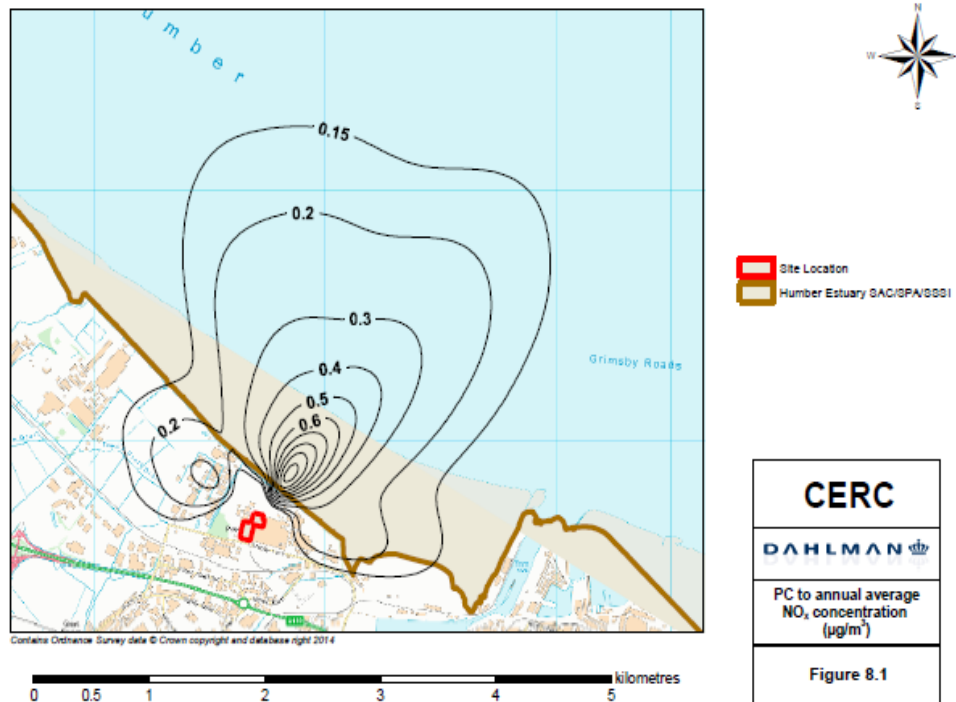 umber
N
W
S
0.15
0.2
0.3
0.4
0.5
0.6
0.2
Grimsby Roads
Site Location
Humber Estuary SAC/SPA/SSSI
CERC
DAHLMAN
PC to annual average
NOₓ concentration
(µg/m³)
Figure 8.1
Contains Ordnance Survey data © Crown copyright and database right 2014
0 0.5 1 2 3 4 5 kilometres